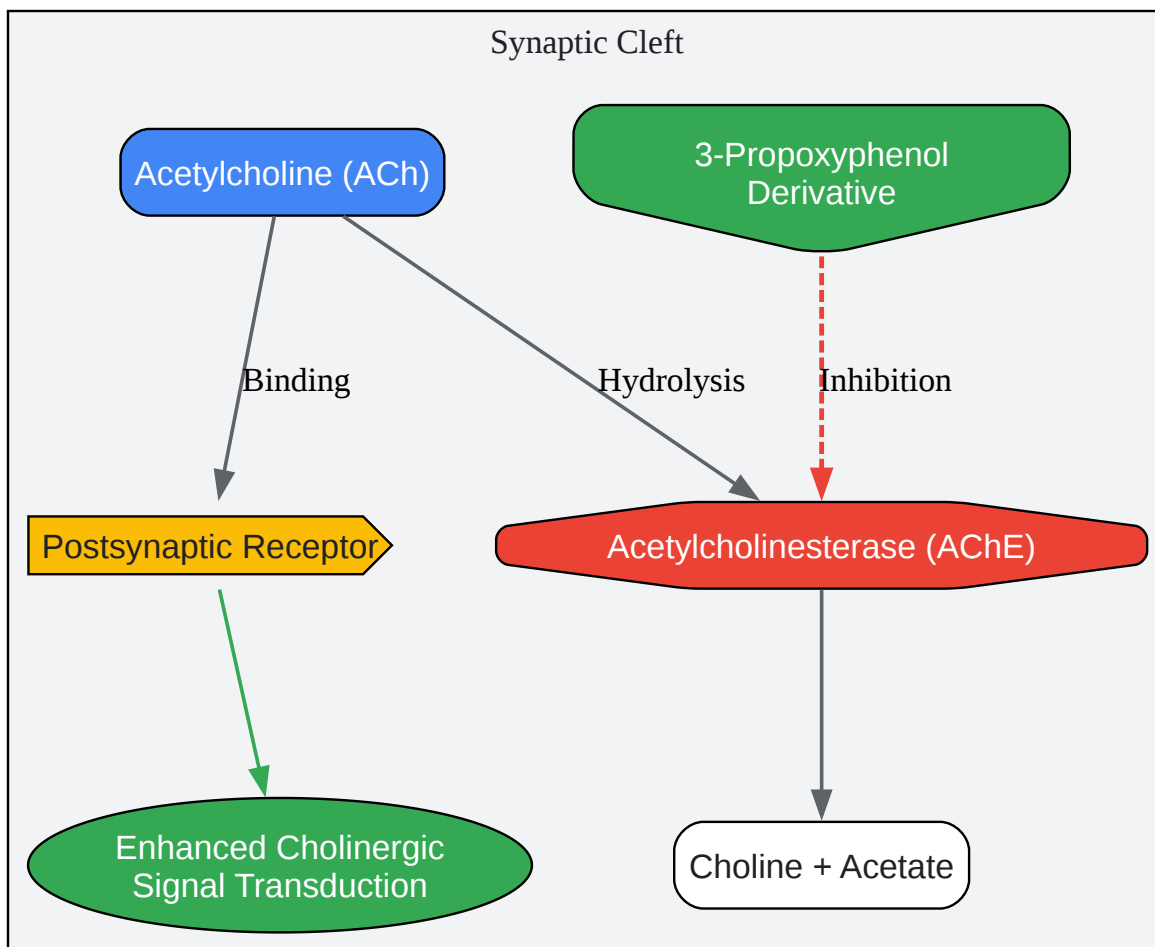 Synaptic Cleft
Acetylcholine (ACh)
3-Propoxyphenol
Derivative
Binding
Hydrolysis
Inhibition
Postsynaptic Receptor
Acetylcholinesterase (AChE)
Enhanced Cholinergic
Signal Transduction
Choline + Acetate